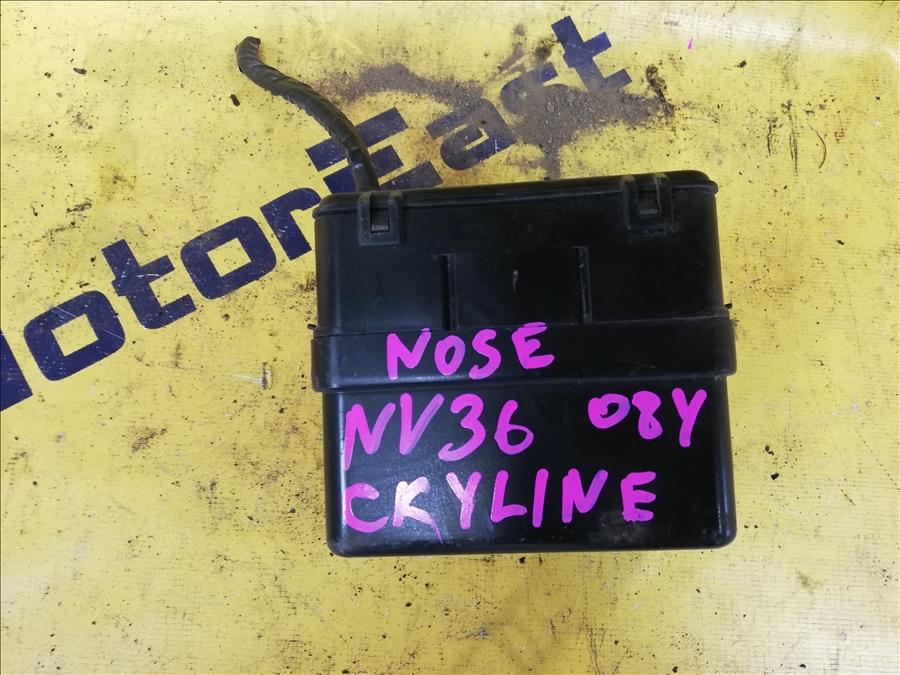 MotorEast
NOSE
NV36 08Y
CKYLINE